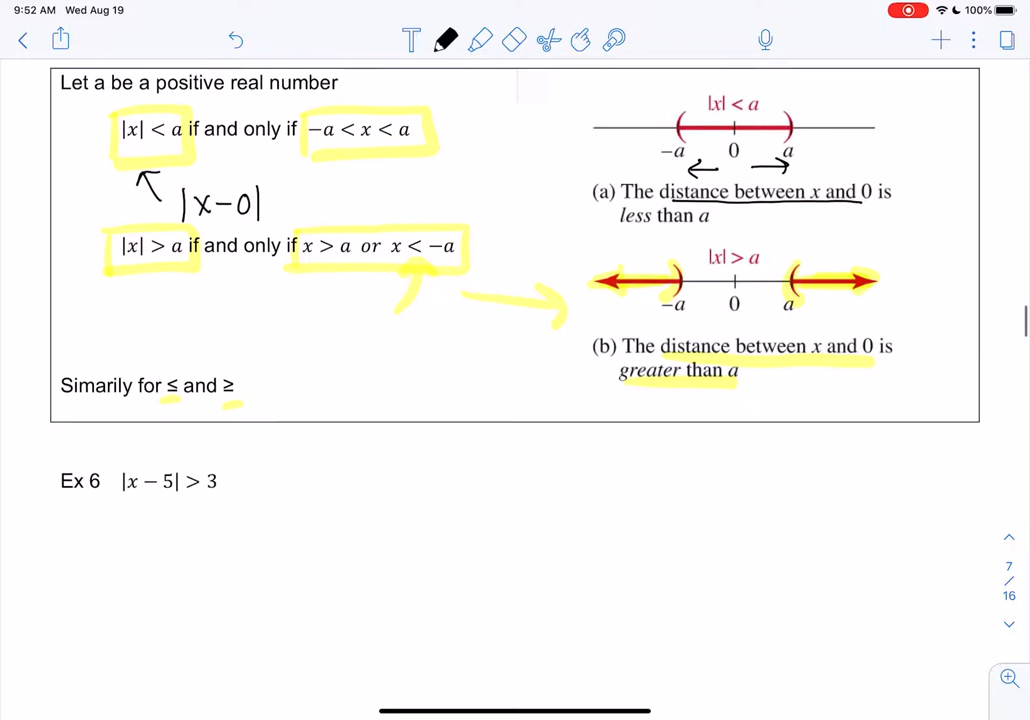 9:52 AM Wed Aug 19
100%
Let a be a positive real number
|x| < a if and only if −a < x < a
|x − 0|
|x| > a if and only if x > a or x < −a
Simarily for ≤ and ≥
|x| < a
−a 0 a
(a) The distance between x and 0 is
less than a
|x| > a
−a 0 a
(b) The distance between x and 0 is
greater than a
Ex 6 |x − 5| > 3
7
/
16